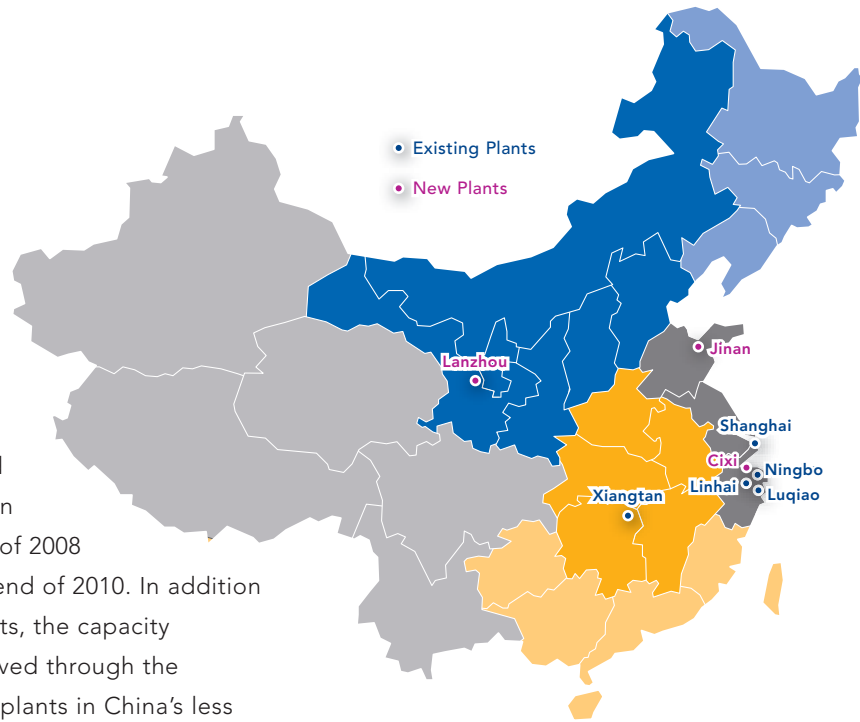 Existing Plants
New Plants
Jinan
Lanzhou
Shanghai
Cixi
Ningbo
Linhai
Luqiao
Xiangtan
of 2008
end of 2010. In addition
ts, the capacity
ved through the
plants in China's less